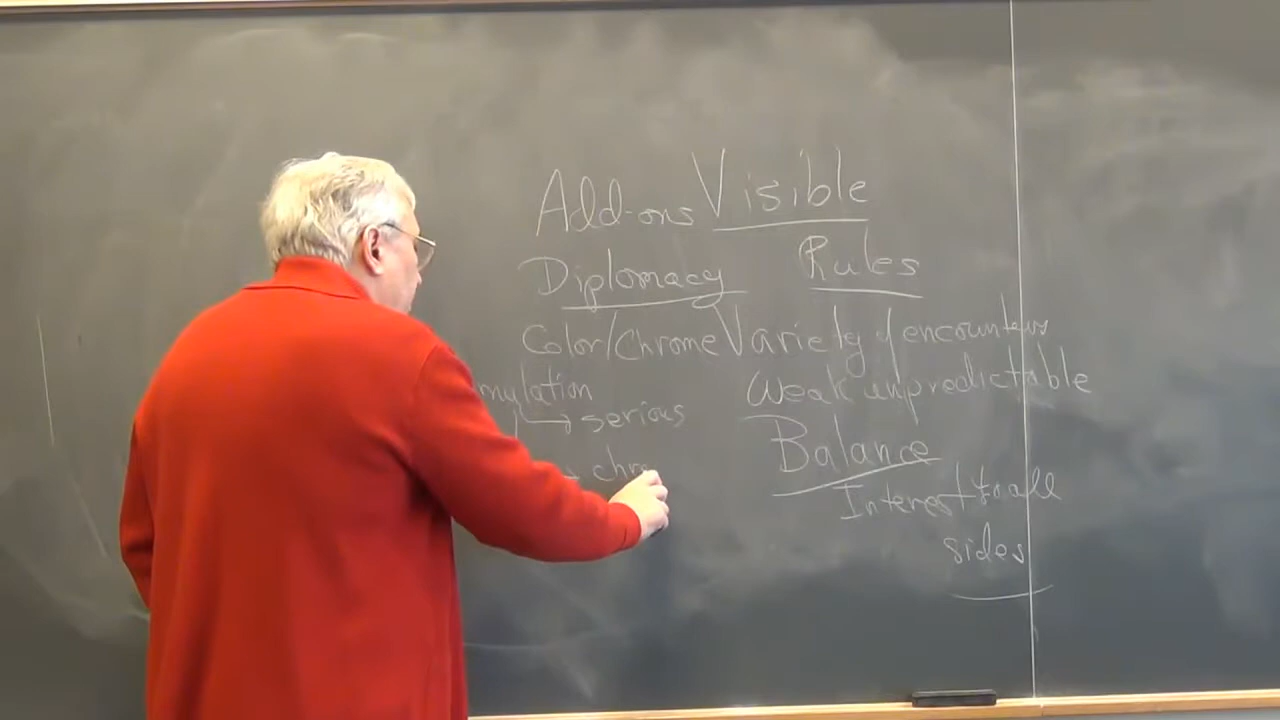 Add-ons Visible
Diplomacy Rules
Color/Chrome Variety of encounters
mulation Weak unpredictable
→ serious Balance
→ chro
Interest to all
sides